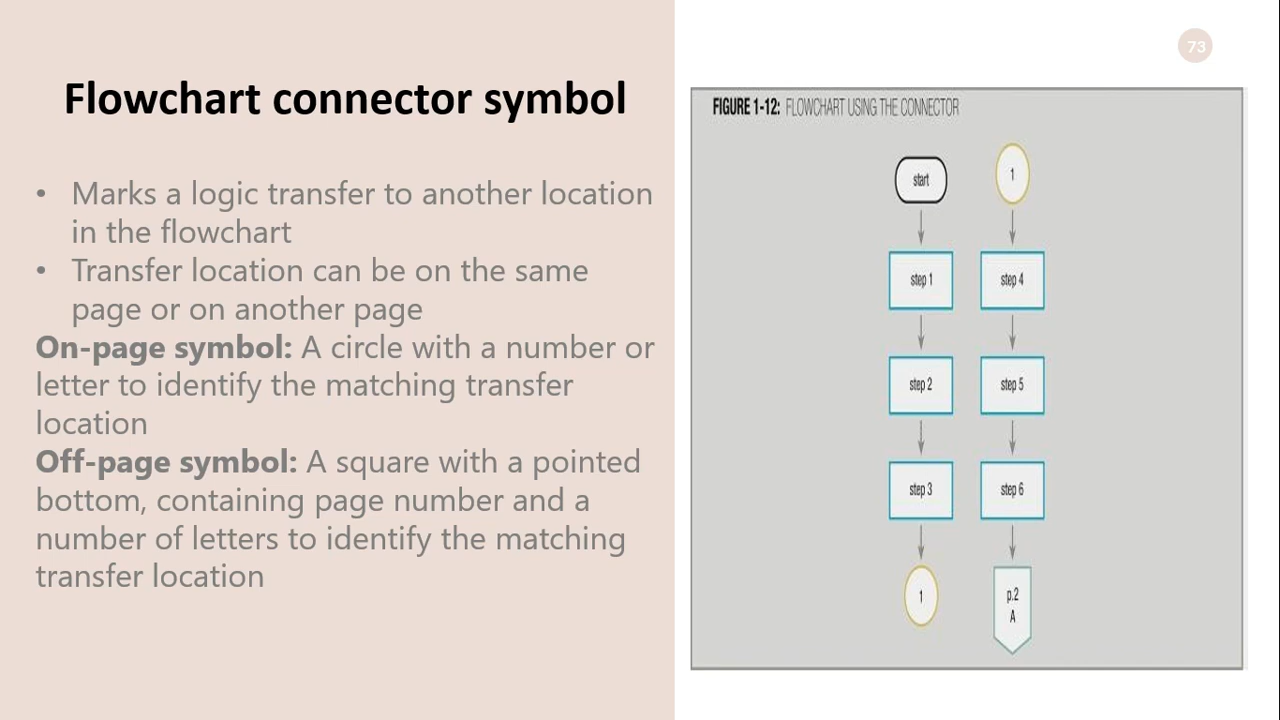 73
Flowchart connector symbol
• Marks a logic transfer to another location
in the flowchart
• Transfer location can be on the same
page or on another page
On-page symbol: A circle with a number or
letter to identify the matching transfer
location
Off-page symbol: A square with a pointed
bottom, containing page number and a
number of letters to identify the matching
transfer location
FIGURE 1-12: FLOWCHART USING THE CONNECTOR
start
step 1
step 2
step 3
1
1
step 4
step 5
step 6
p.2
A